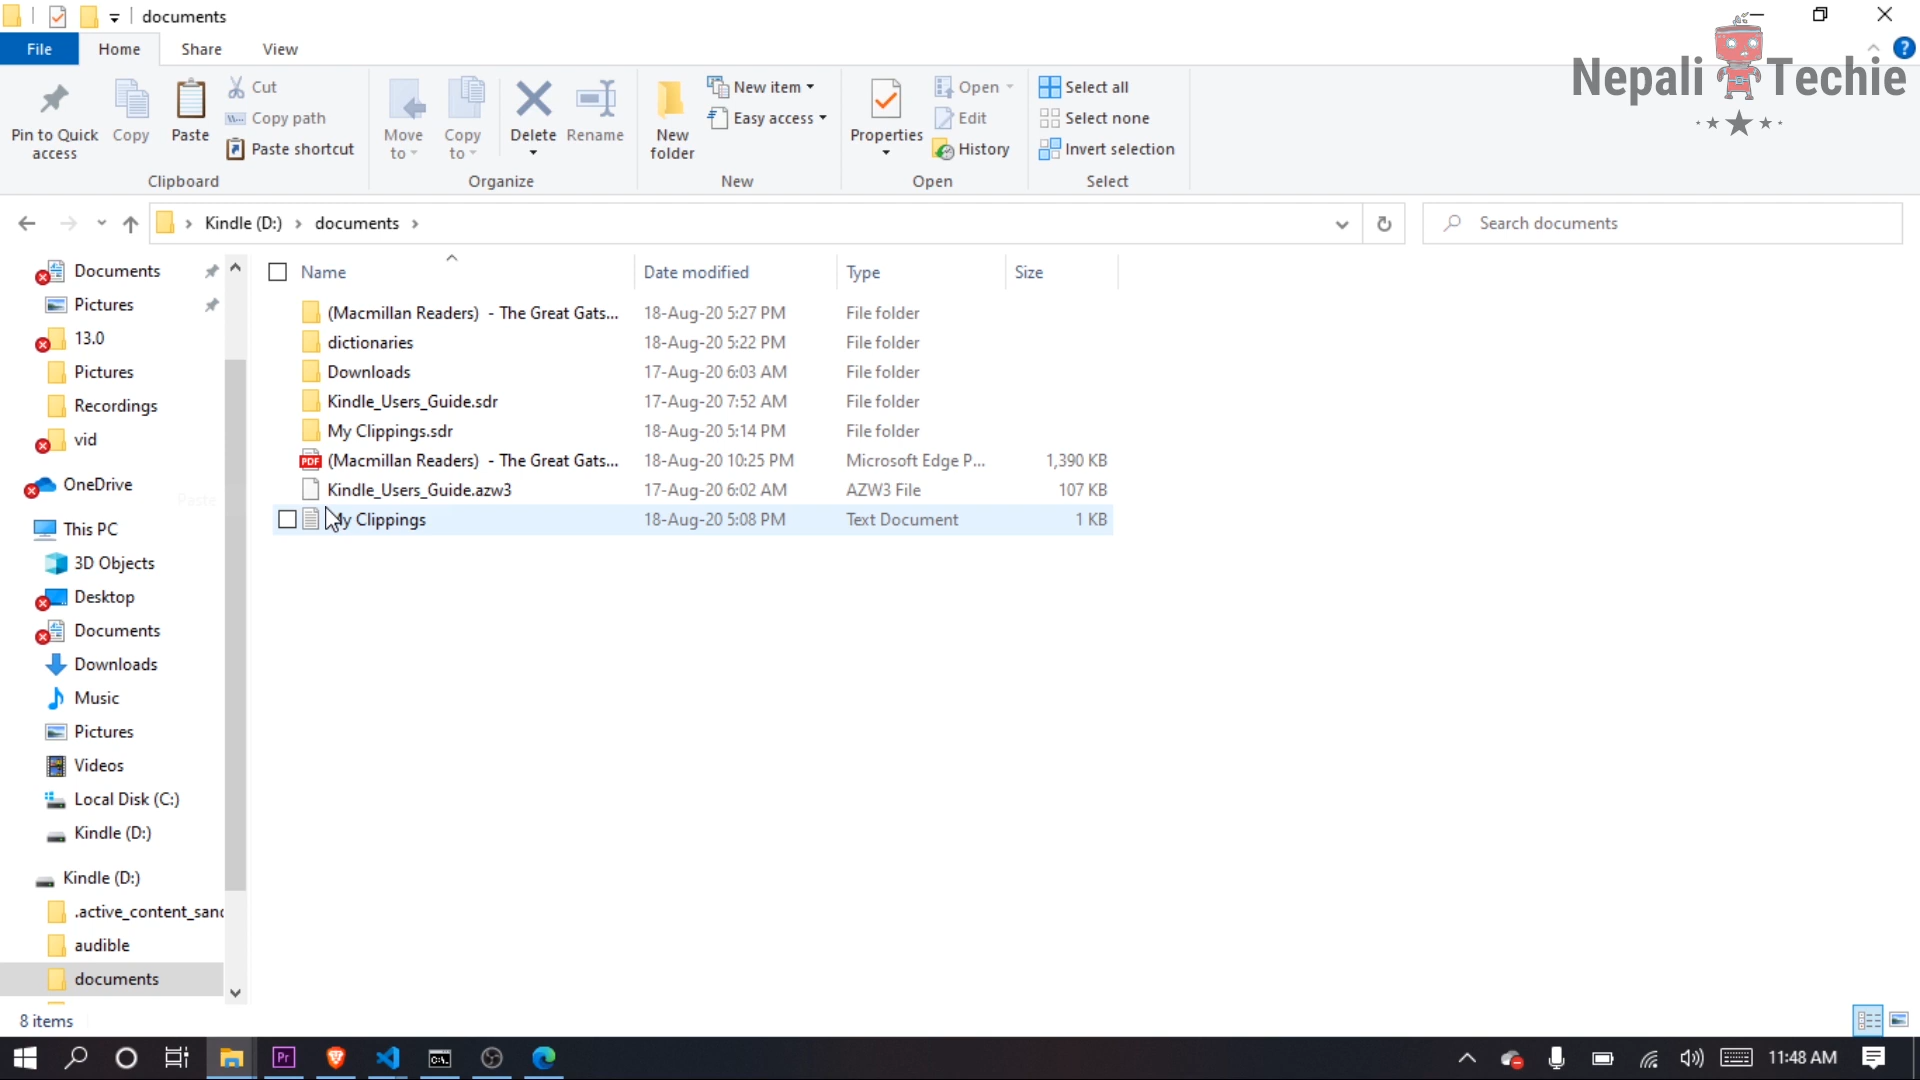 documents
File Home Share View
Nepali Techie
Pin to Quick access
Copy
Paste
Cut
Copy path
Paste shortcut
Clipboard
Move to
Copy to
Delete
Rename
Organize
New folder
New item
Easy access
New
Properties
Open
Edit
History
Open
Select all
Select none
Invert selection
Select
Kindle (D:) documents
Search documents
Documents
Pictures
13.0
Pictures
Recordings
vid
OneDrive
Paste
This PC
3D Objects
Desktop
Documents
Downloads
Music
Pictures
Videos
Local Disk (C:)
Kindle (D:)
Kindle (D:)
.active_content_sand
audible
documents
Name Date modified Type Size
(Macmillan Readers) - The Great Gats... 18-Aug-20 5:27 PM File folder
dictionaries 18-Aug-20 5:22 PM File folder
Downloads 17-Aug-20 6:03 AM File folder
Kindle_Users_Guide.sdr 17-Aug-20 7:52 AM File folder
My Clippings.sdr 18-Aug-20 5:14 PM File folder
PDF (Macmillan Readers) - The Great Gats... 18-Aug-20 10:25 PM Microsoft Edge P... 1,390 KB
Kindle_Users_Guide.azw3 17-Aug-20 6:02 AM AZW3 File 107 KB
My Clippings 18-Aug-20 5:08 PM Text Document 1 KB
8 items
Pr
C:\.
11:48 AM